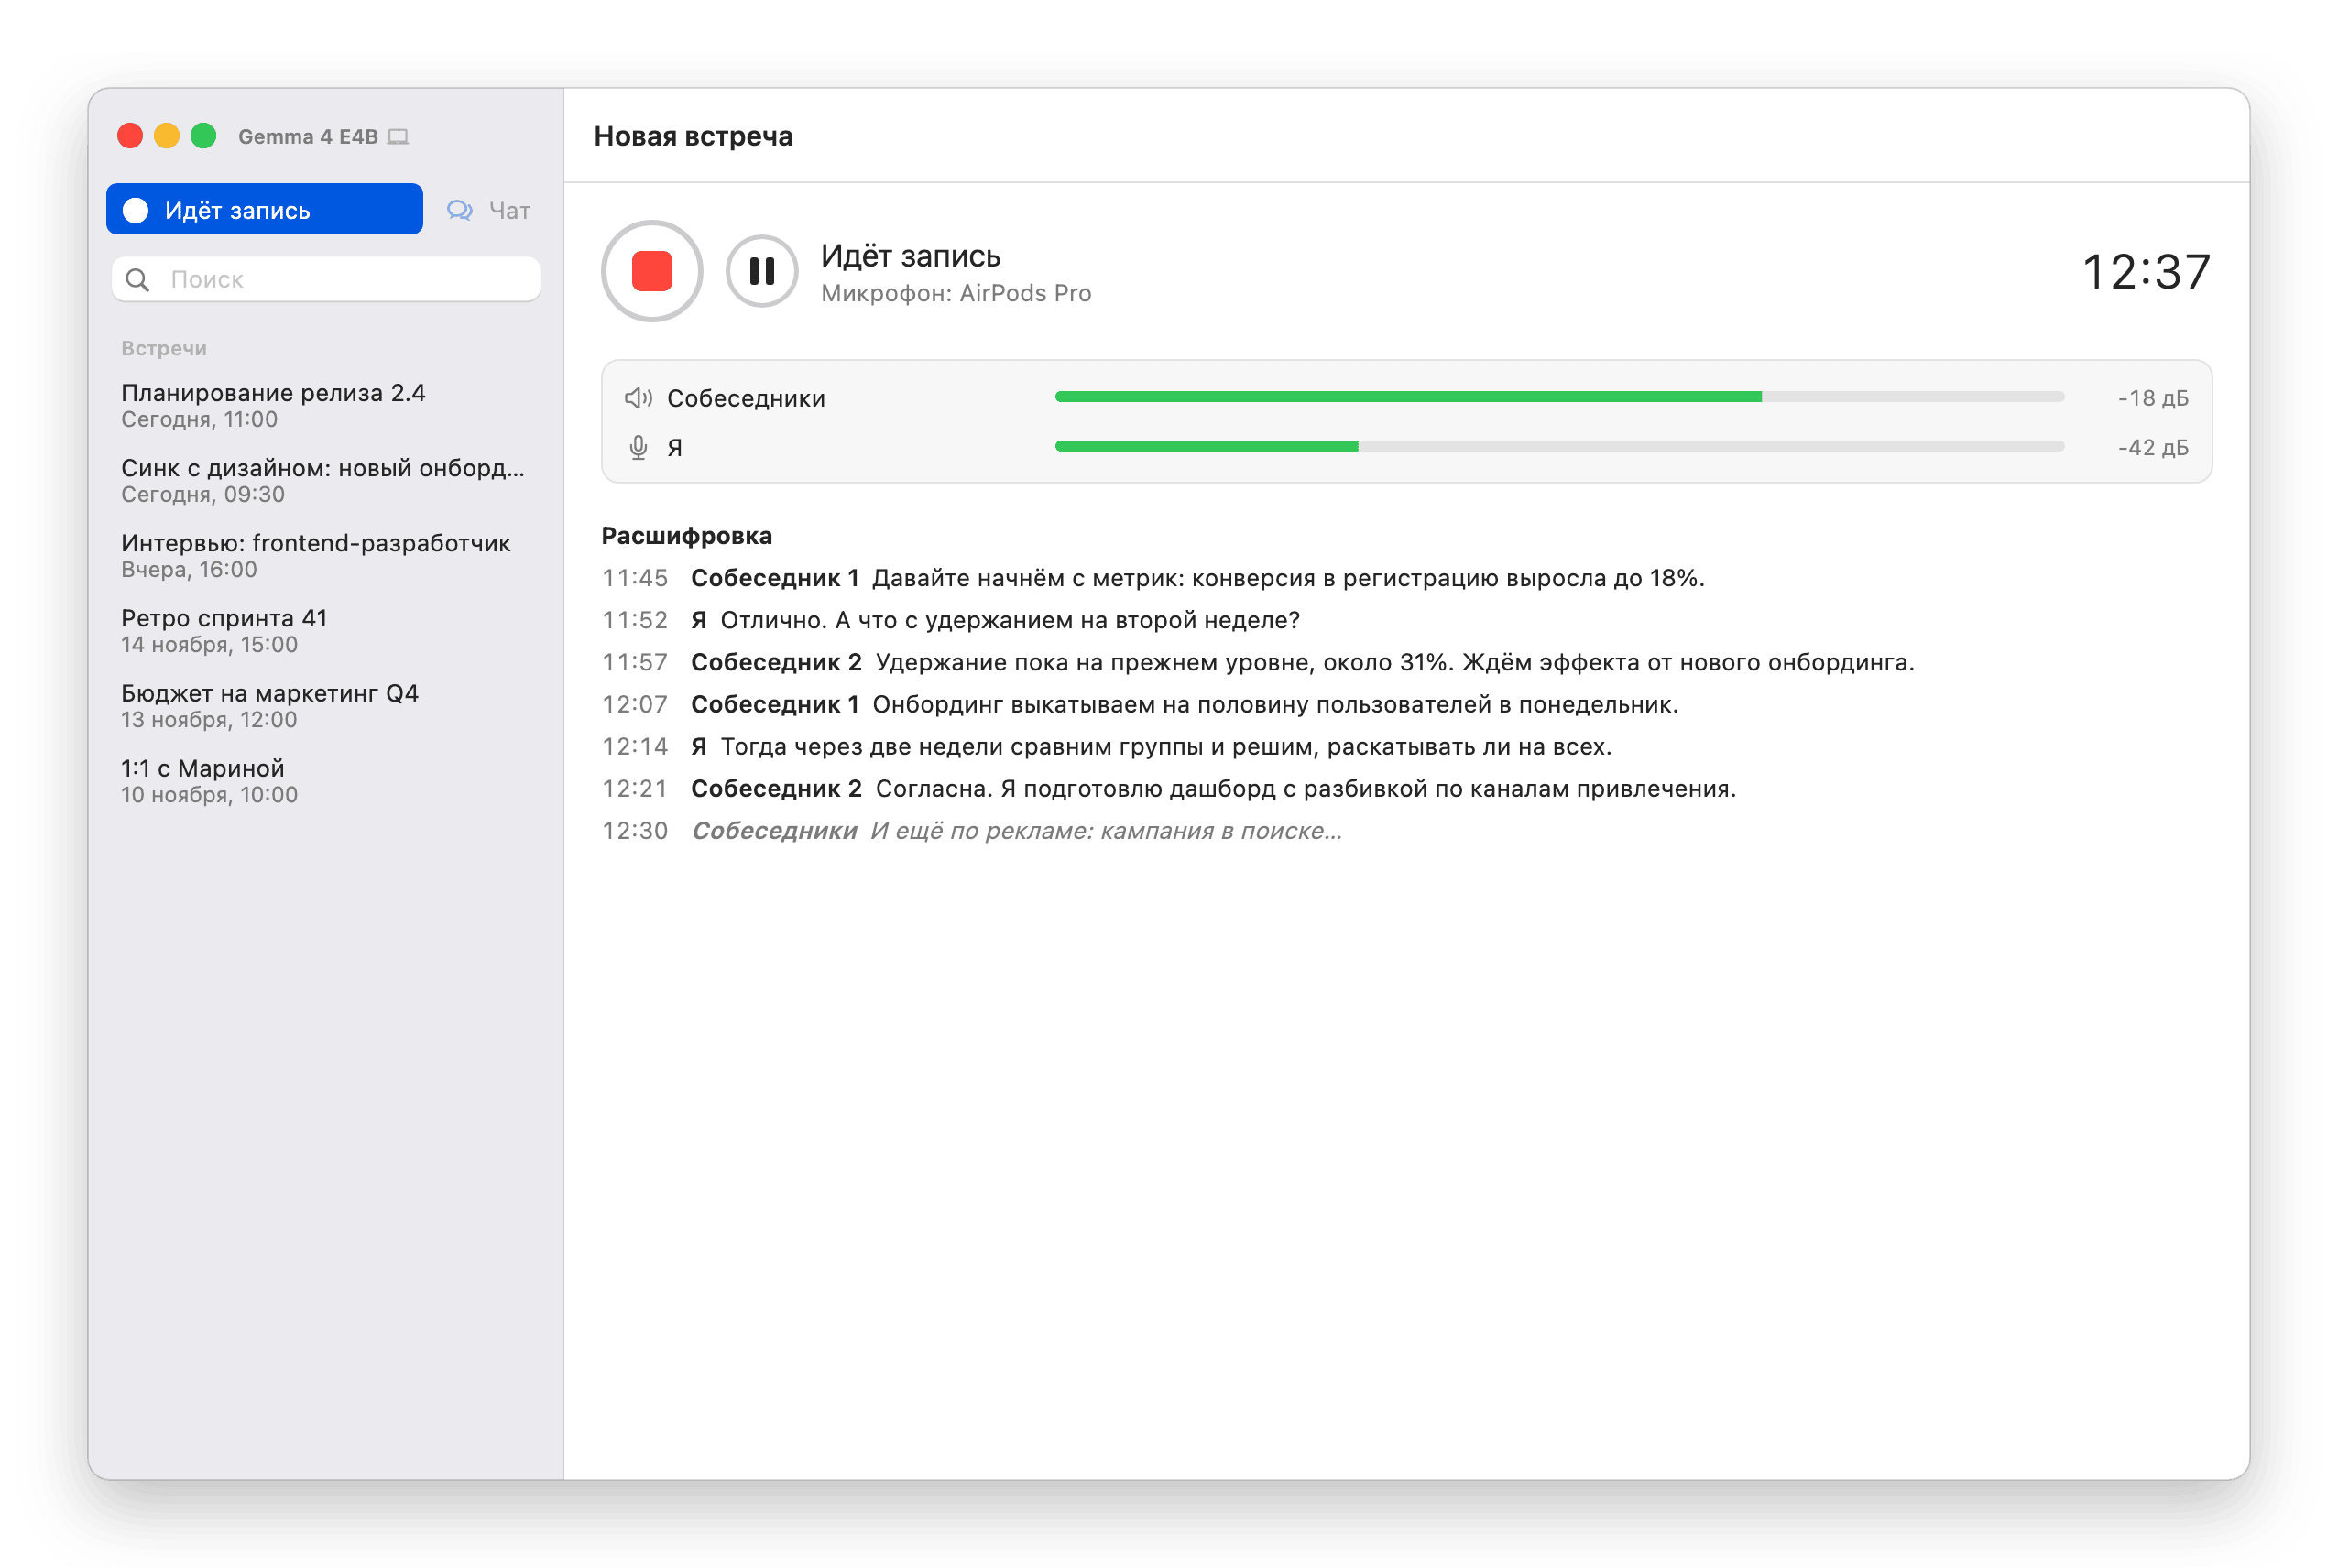 Gemma 4 E4B
Идёт запись
Чат
Поиск
Встречи
Планирование релиза 2.4
Сегодня, 11:00
Синк с дизайном: новый онборд...
Сегодня, 09:30
Интервью: frontend-разработчик
Вчера, 16:00
Ретро спринта 41
14 ноября, 15:00
Бюджет на маркетинг Q4
13 ноября, 12:00
1:1 с Мариной
10 ноября, 10:00
Новая встреча
Идёт запись
Микрофон: AirPods Pro
12:37
Собеседники -18 дБ
Я -42 дБ
Расшифровка
11:45 Собеседник 1 Давайте начнём с метрик: конверсия в регистрацию выросла до 18%.
11:52 Я Отлично. А что с удержанием на второй неделе?
11:57 Собеседник 2 Удержание пока на прежнем уровне, около 31%. Ждём эффекта от нового онбординга.
12:07 Собеседник 1 Онбординг выкатываем на половину пользователей в понедельник.
12:14 Я Тогда через две недели сравним группы и решим, раскатывать ли на всех.
12:21 Собеседник 2 Согласна. Я подготовлю дашборд с разбивкой по каналам привлечения.
12:30 Собеседники И ещё по рекламе: кампания в поиске...